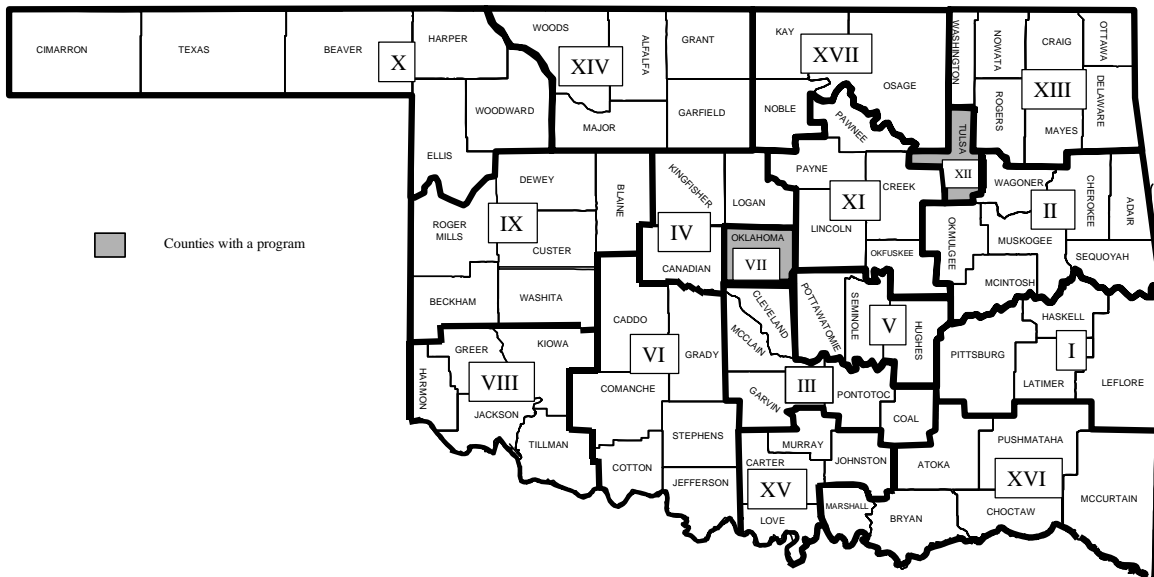 CIMARRON
TEXAS
BEAVER
HARPER
X
WOODS
XIV
ALFALFA
GRANT
KAY
XVII
OSAGE
WASHINGTON
NOWATA
CRAIG
OTTAWA
XIII
DELAWARE
WOODWARD
MAJOR
GARFIELD
NOBLE
PAWNEE
ROGERS
MAYES
TULSA
XII
ELLIS
DEWEY
BLAINE
KINGFISHER
LOGAN
PAYNE
CREEK
WAGONER
CHEROKEE
ADAIR
ROGER
MILLS
IX
CUSTER
IV
CANADIAN
OKLAHOMA
VII
XI
LINCOLN
OKFUSKEE
OKMULGEE
II
MUSKOGEE
SEQUOYAH
MCINTOSH
Counties with a program
BECKHAM
WASHITA
CADDO
VI
GRADY
CLEVELAND
MCCLAIN
POTTAWATOMIE
SEMINOLE
V
HUGHES
HASKELL
PITTSBURG
I
LATIMER
LEFLORE
GREER
KIOWA
HARMON
VIII
JACKSON
TILLMAN
COMANCHE
III
GARVIN
PONTOTOC
COAL
STEPHENS
MURRAY
COTTON
JEFFERSON
CARTER
XV
LOVE
JOHNSTON
MARSHALL
ATOKA
PUSHMATAHA
XVI
BRYAN
CHOCTAW
MCCURTAIN